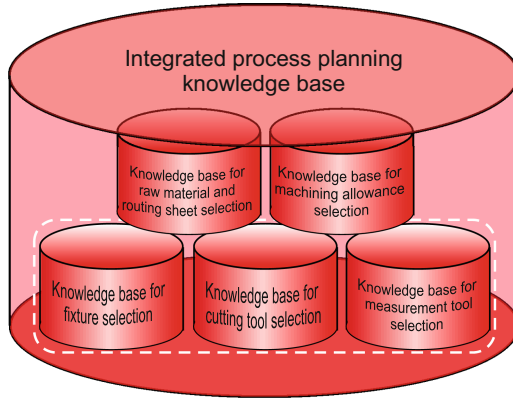 Integrated process planning
knowledge base
Knowledge base for
raw material and
routing sheet selection
Knowledge base for
machining allowance
selection
Knowledge base for
fixture selection
Knowledge base for
cutting tool selection
Knowledge base for
measurement tool
selection